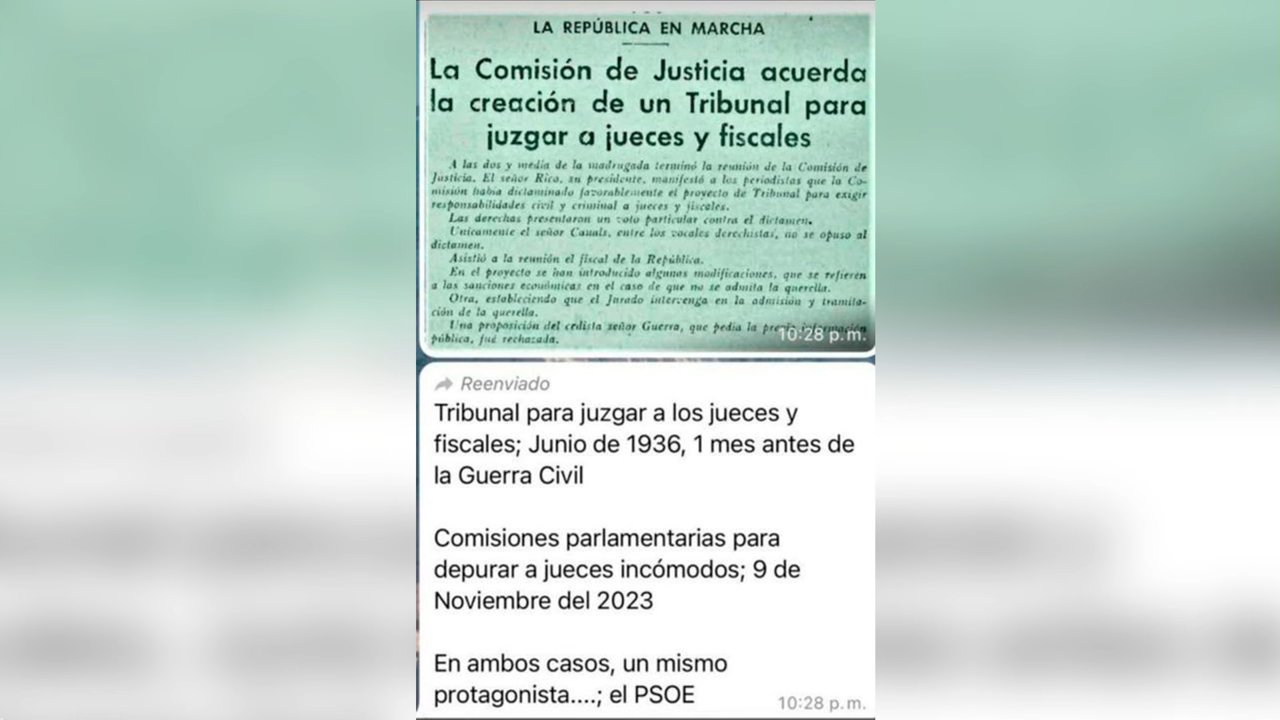 LA REPÚBLICA EN MARCHA
La Comisión de Justicia acuerda
la creación de un Tribunal para
juzgar a jueces y fiscales
A las dos y media de la madrugada terminó la reunión de la Comisión de
Justicia. El señor Rico, su presidente, manifestó a los periodistas que la Co-
misión había dictaminado favorablemente el proyecto de Tribunal para exigir
responsabilidades civil y criminal a jueces y fiscales.
Las derechas presentaron un voto particular contra el dictamen.
Unicamente el señor Canals, entre los vocales derechistas, no se opuso al
dictamen.
Asistió a la reunión el fiscal de la República.
En el proyecto se han introducido algunas modificaciones, que se refieren
a las sanciones económicas en el caso de que no se admita la querella.
Otra, estableciendo que el Jurado intervenga en la admisión y tramita-
ción de la querella.
Una proposición del cedista señor Guerra, que pedía la previa información
pública, fué rechazada.
10:28 p.m.
Reenviado
Tribunal para juzgar a los jueces y
fiscales; Junio de 1936, 1 mes antes de
la Guerra Civil
Comisiones parlamentarias para
depurar a jueces incómodos; 9 de
Noviembre del 2023
En ambos casos, un mismo
protagonista....; el PSOE
10:28 p.m.